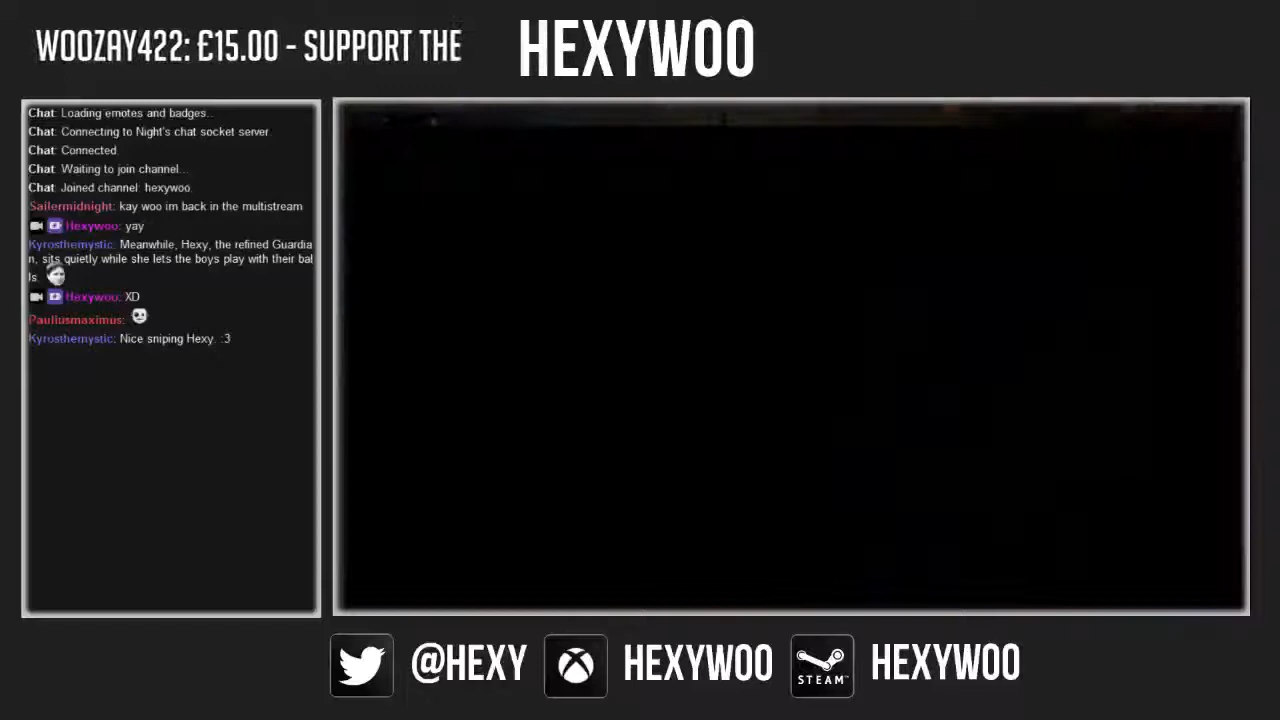 WOOZAY422: £15.00 - SUPPORT THE
HEXYWOO
Chat: Loading emotes and badges..
Chat: Connecting to Night's chat socket server.
Chat: Connected.
Chat: Waiting to join channel...
Chat: Joined channel: hexywoo.
Sailermidnight: kay woo im back in the multistream
Hexywoo: yay
Kyrosthemystic: Meanwhile, Hexy, the refined Guardia
n, sits quietly while she lets the boys play with their bal
ls.
Hexywoo: XD
Pauliusmaximus:
Kyrosthemystic: Nice sniping Hexy. :3
@HEXY
HEXYWOO
STEAM™
HEXYWOO